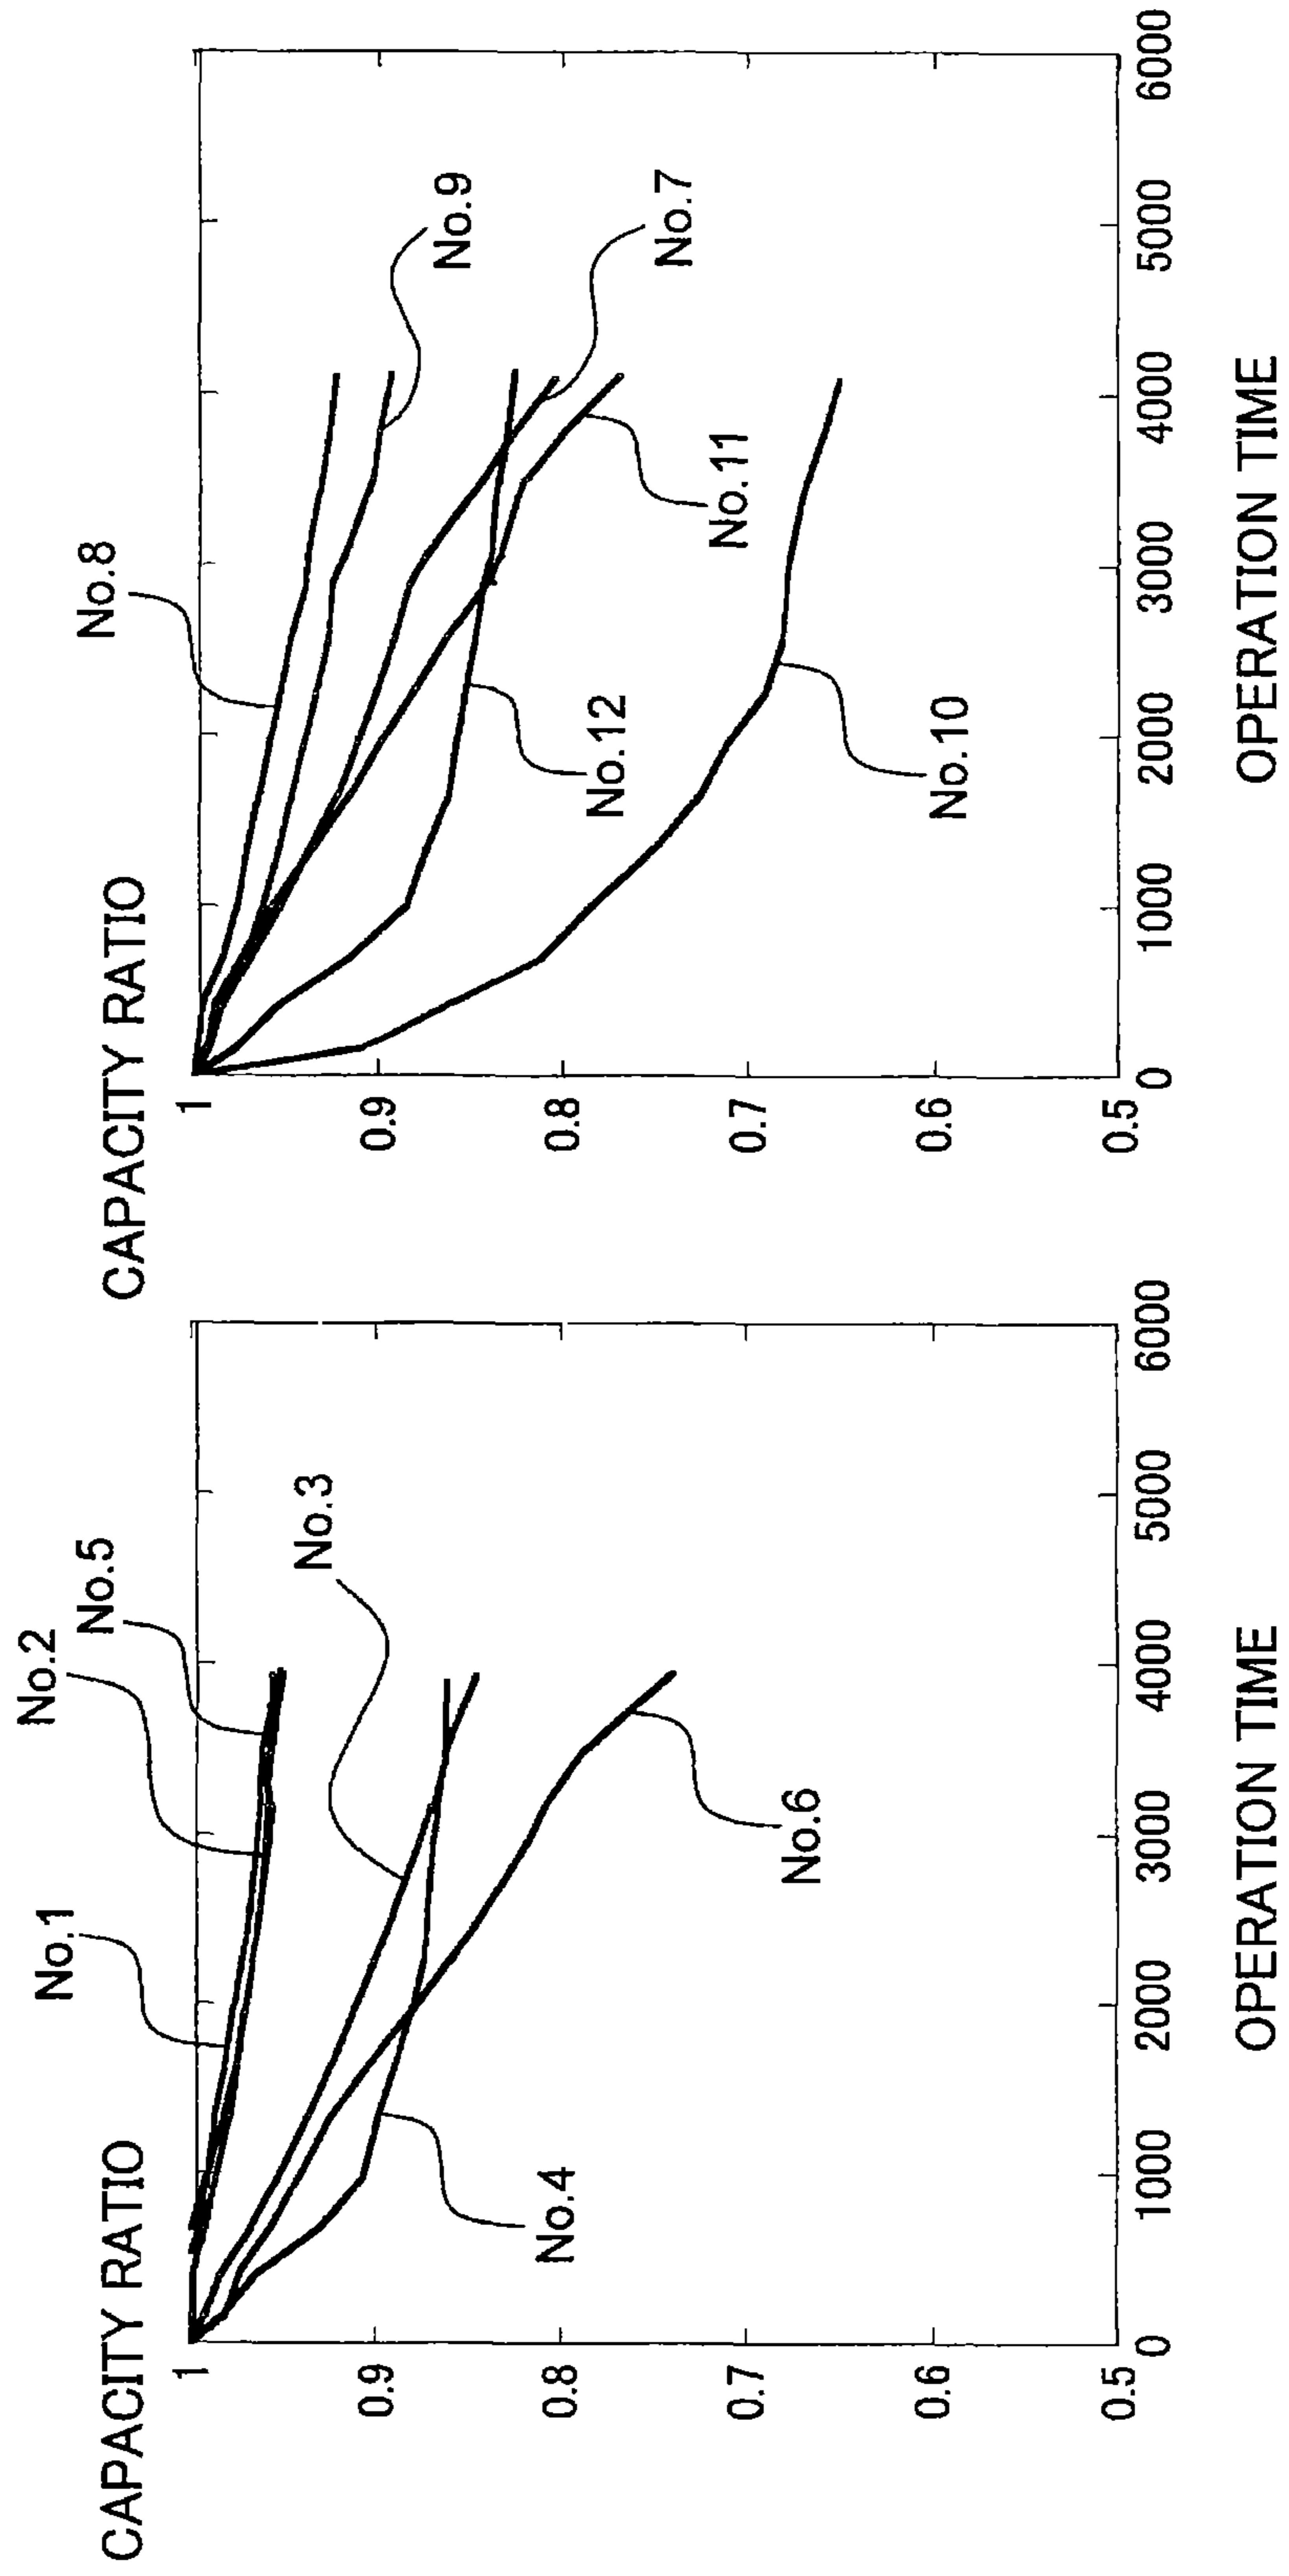 CAPACITY RATIO
1
0.9
0.8
0.7
0.6
0.5
0
1000
2000
3000
4000
5000
6000
OPERATION TIME
No.1
No.2
No.5
No.3
No.4
No.6
CAPACITY RATIO
1
0.9
0.8
0.7
0.6
0.5
0
1000
2000
3000
4000
5000
6000
OPERATION TIME
No.8
No.9
No.7
No.11
No.12
No.10